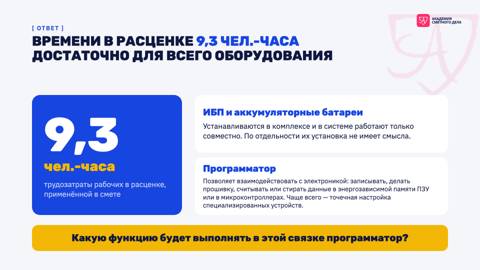 АКАДЕМИЯ
СМЕТНОГО ДЕЛА
[ ОТВЕТ ]
ВРЕМЕНИ В РАСЦЕНКЕ 9,3 ЧЕЛ.-ЧАСА
ДОСТАТОЧНО ДЛЯ ВСЕГО ОБОРУДОВАНИЯ
9,3
чел.-часа
трудозатраты рабочих в расценке,
применённой в смете
ИБП и аккумуляторные батареи
Устанавливаются в комплексе и в системе работают только
совместно. По отдельности их установка не имеет смысла.
Программатор
Позволяет взаимодействовать с электроникой: записывать, делать
прошивку, считывать или стирать данные в энергозависимой памяти ПЗУ
или в микроконтроллерах. Чаще всего — точечная настройка
специализированных устройств.
Какую функцию будет выполнять в этой связке программатор?